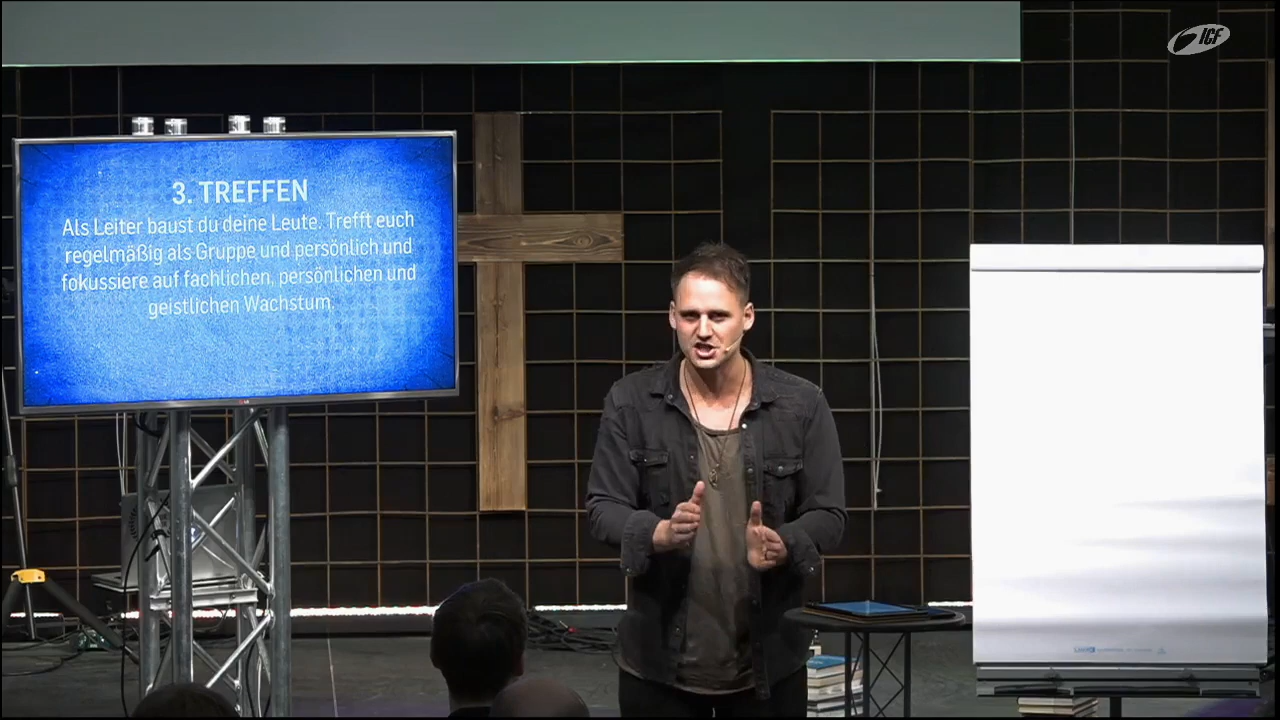 ICF
3. TREFFEN
Als Leiter baust du deine Leute. Trefft euch
regelmäßig als Gruppe und persönlich und
fokussiere auf fachlichen, persönlichen und
geistlichen Wachstum.
LG